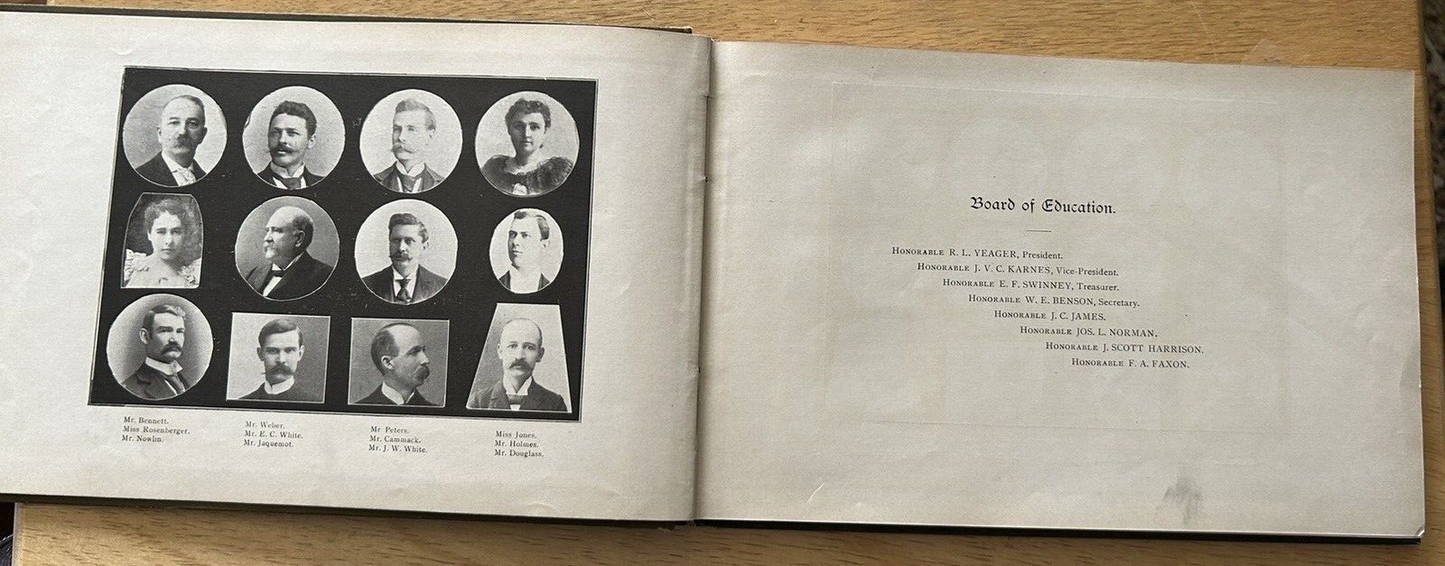 Mr. Bennett.
Miss Rosenberger.
Mr. Nowlin.
Mr. Weber.
Mr. E. C. White.
Mr. Jaquemot.
Mr Peters.
Mr. Cammack.
Mr. J. W. White.
Miss Jones.
Mr. Holmes.
Mr. Douglass.
Board of Education.
HONORABLE R. L. YEAGER, President.
HONORABLE J. V. C. KARNES, Vice-President.
HONORABLE E. F. SWINNEY, Treasurer.
HONORABLE W. E. BENSON, Secretary.
HONORABLE J. C. JAMES.
HONORABLE JOS. L. NORMAN.
HONORABLE J. SCOTT HARRISON.
HONORABLE F. A. FAXON.